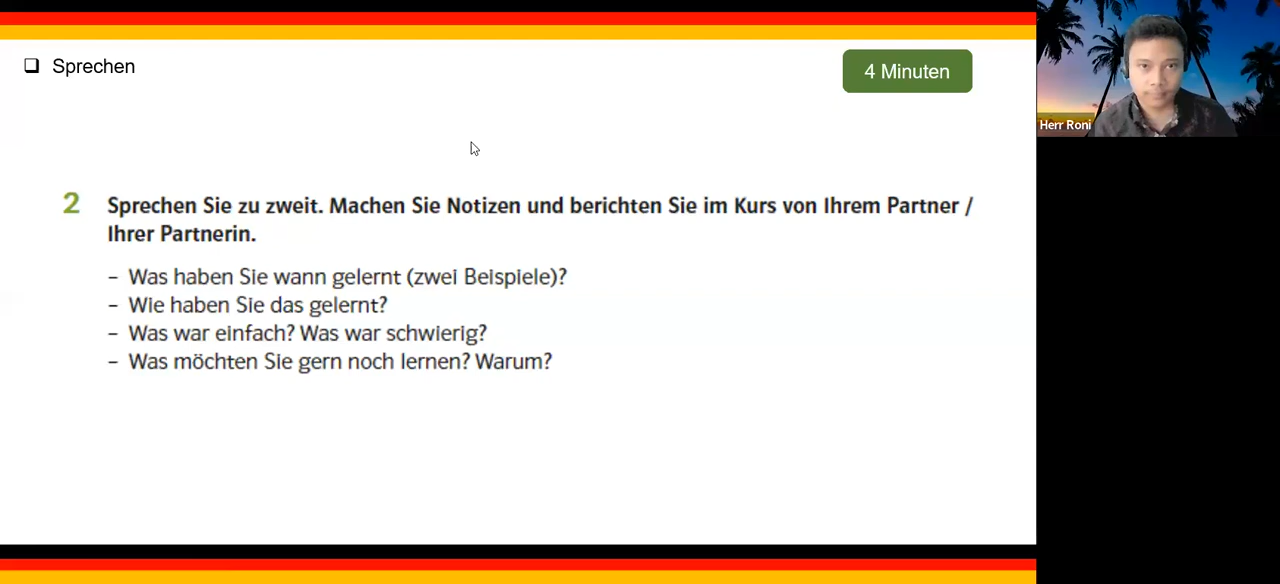 Sprechen
4 Minuten
Herr Roni
2 Sprechen Sie zu zweit. Machen Sie Notizen und berichten Sie im Kurs von Ihrem Partner /
Ihrer Partnerin.
– Was haben Sie wann gelernt (zwei Beispiele)?
– Wie haben Sie das gelernt?
– Was war einfach? Was war schwierig?
– Was möchten Sie gern noch lernen? Warum?